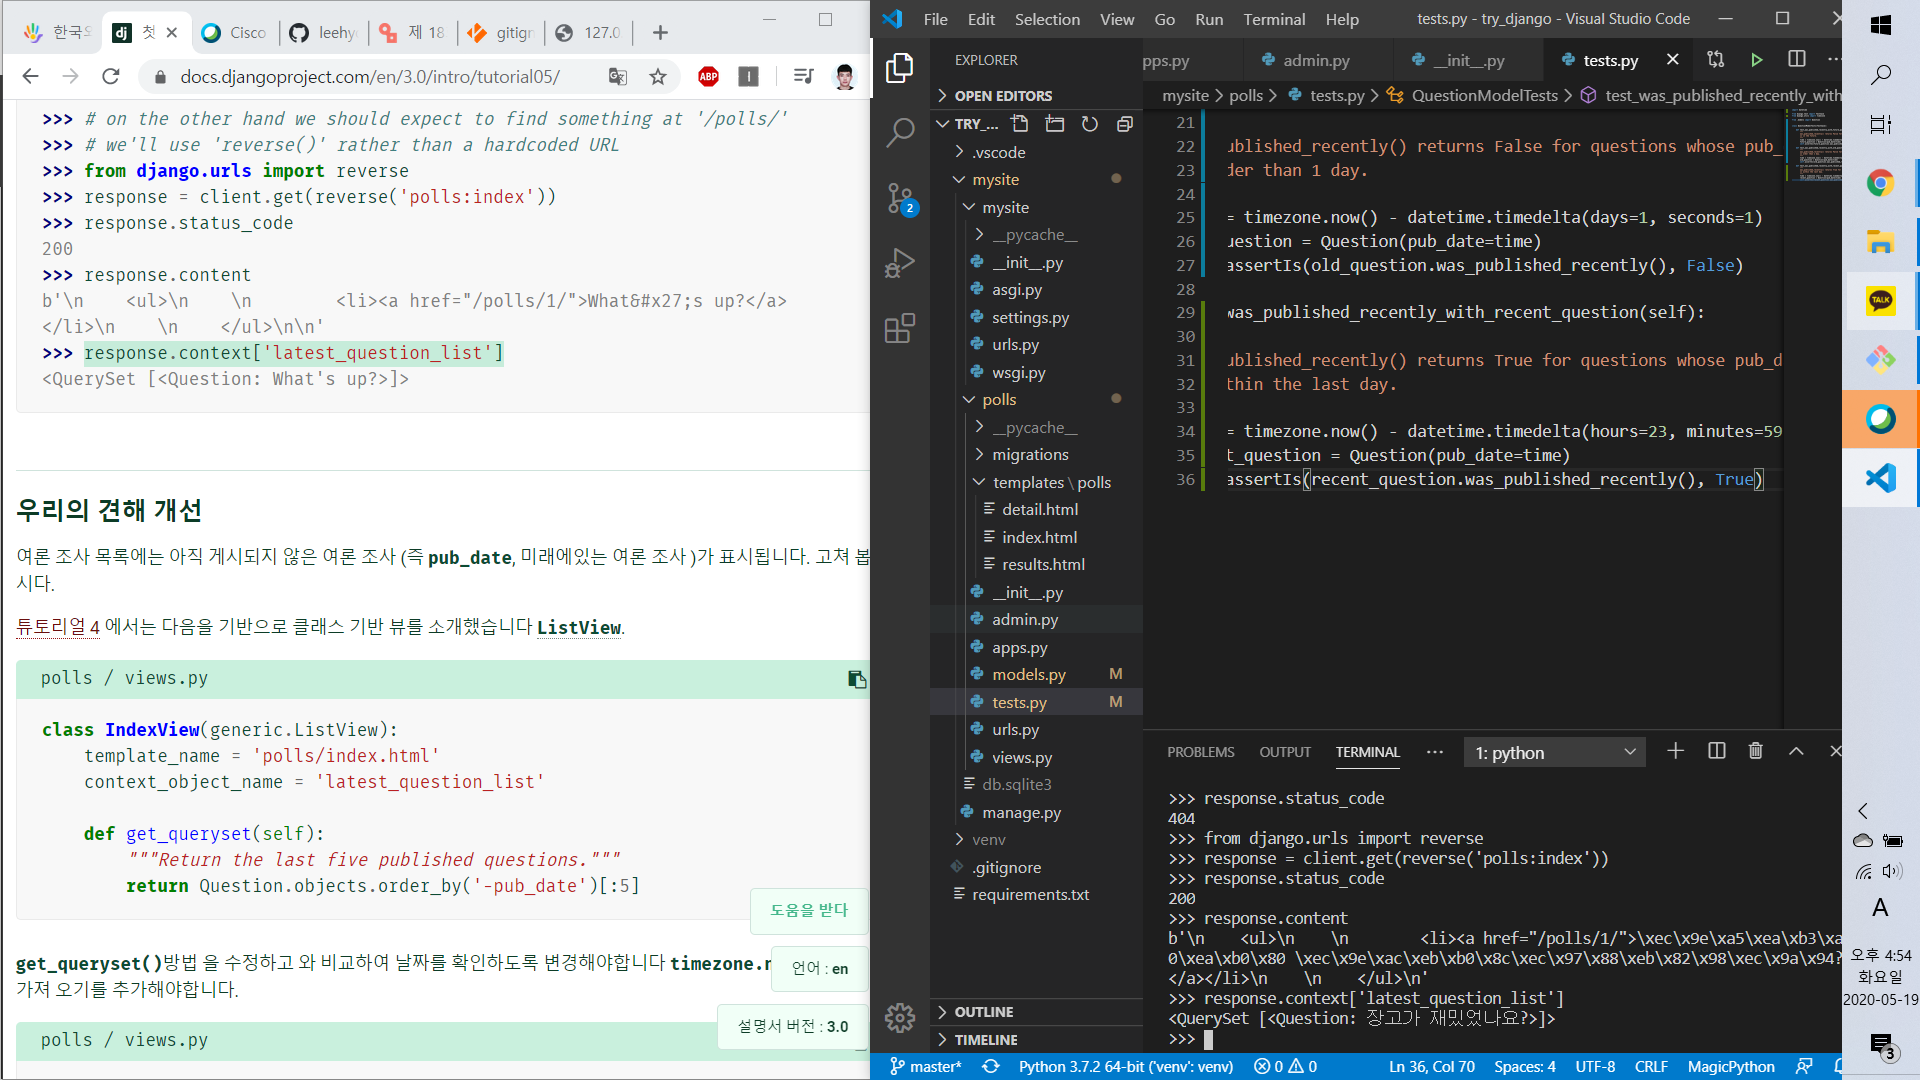 한국외
첫
Cisco
leehy
제 18
gitign
127.0
docs.djangoproject.com/en/3.0/intro/tutorial05/
ABP
>>> # on the other hand we should expect to find something at '/polls/'
>>> # we'll use 'reverse()' rather than a hardcoded URL
>>> from django.urls import reverse
>>> response = client.get(reverse('polls:index'))
>>> response.status_code
200
>>> response.content
b'\n    <ul>\n    \n        <li><a href="/polls/1/">What&#x27;s up?</a>
</li>\n    \n    </ul>\n\n'
>>> response.context['latest_question_list']
<QuerySet [<Question: What's up?>]>
우리의 견해 개선
여론 조사 목록에는 아직 게시되지 않은 여론 조사 (즉 pub_date, 미래에있는 여론 조사 )가 표시됩니다. 고쳐 봅
시다.
튜토리얼 4 에서는 다음을 기반으로 클래스 기반 뷰를 소개했습니다 ListView.
polls / views.py
class IndexView(generic.ListView):
    template_name = 'polls/index.html'
    context_object_name = 'latest_question_list'
    def get_queryset(self):
        """Return the last five published questions."""
        return Question.objects.order_by('-pub_date')[:5]
도움을 받다
get_queryset()방법 을 수정하고 와 비교하여 날짜를 확인하도록 변경해야합니다 timezone.
언어 : en
가져 오기를 추가해야합니다.
설명서 버전 : 3.0
polls / views.py
File Edit Selection View Go Run Terminal Help
tests.py - try_django - Visual Studio Code
EXPLORER
OPEN EDITORS
TRY_...
.vscode
mysite
mysite
__pycache__
__init__.py
asgi.py
settings.py
urls.py
wsgi.py
polls
__pycache__
migrations
templates \ polls
detail.html
index.html
results.html
__init__.py
admin.py
apps.py
models.py M
tests.py M
urls.py
views.py
db.sqlite3
manage.py
venv
.gitignore
requirements.txt
OUTLINE
TIMELINE
2
pps.py
admin.py
__init__.py
tests.py
mysite > polls > tests.py > QuestionModelTests > test_was_published_recently_with
21
22 ublished_recently() returns False for questions whose pub_
23 der than 1 day.
24
25 = timezone.now() - datetime.timedelta(days=1, seconds=1)
26 uestion = Question(pub_date=time)
27 assertIs(old_question.was_published_recently(), False)
28
29 was_published_recently_with_recent_question(self):
30
31 ublished_recently() returns True for questions whose pub_d
32 thin the last day.
33
34 = timezone.now() - datetime.timedelta(hours=23, minutes=59
35 t_question = Question(pub_date=time)
36 assertIs(recent_question.was_published_recently(), True)
PROBLEMS OUTPUT TERMINAL ... 1: python
>>> response.status_code
404
>>> from django.urls import reverse
>>> response = client.get(reverse('polls:index'))
>>> response.status_code
200
>>> response.content
b'\n    <ul>\n    \n        <li><a href="/polls/1/">\xec\x9e\xa5\xea\xb3\xa
0\xea\xb0\x80 \xec\x9e\xac\xeb\xb0\x8c\xec\x97\x88\xeb\x82\x98\xec\x9a\x94?
</a></li>\n    \n    </ul>\n'
>>> response.context['latest_question_list']
<QuerySet [<Question: 장고가 재밌었나요?>]>
>>>
master* Python 3.7.2 64-bit ('venv': venv) 0 0 Ln 36, Col 70 Spaces: 4 UTF-8 CRLF MagicPython
TALK
A
오후 4:54
화요일
2020-05-19
3